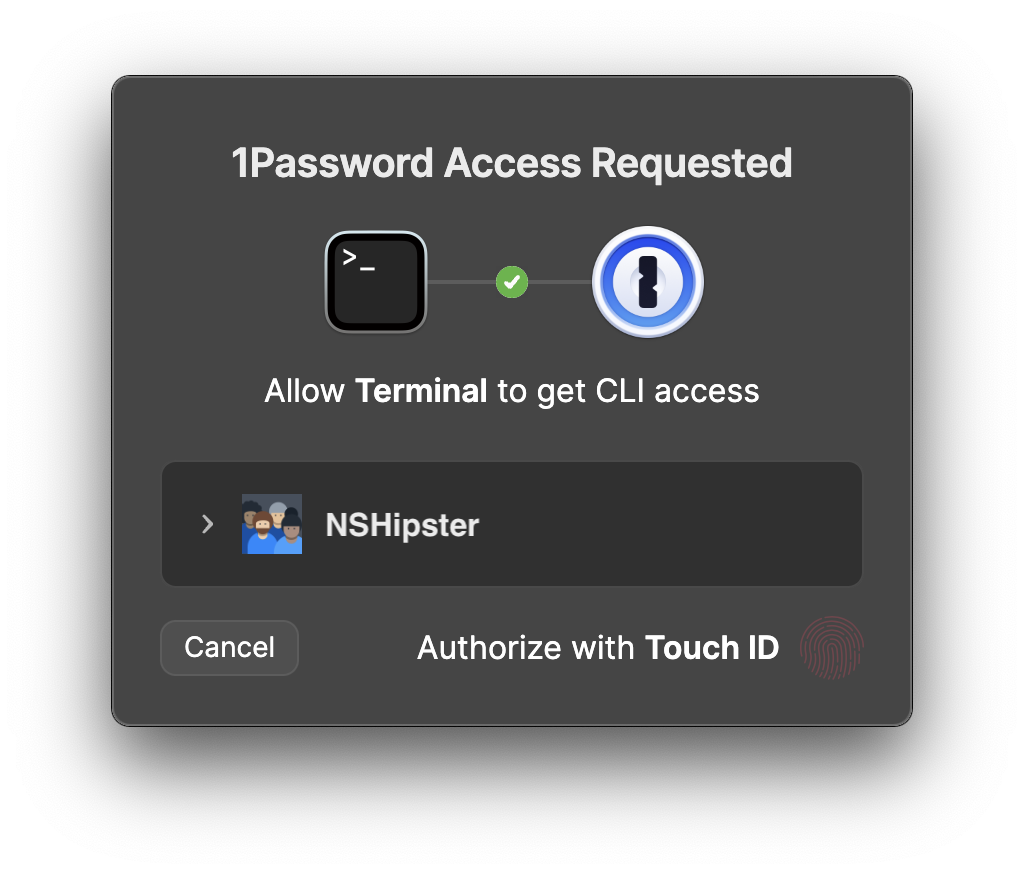 1Password Access Requested
>_
Allow Terminal to get CLI access
NSHipster
Cancel
Authorize with Touch ID